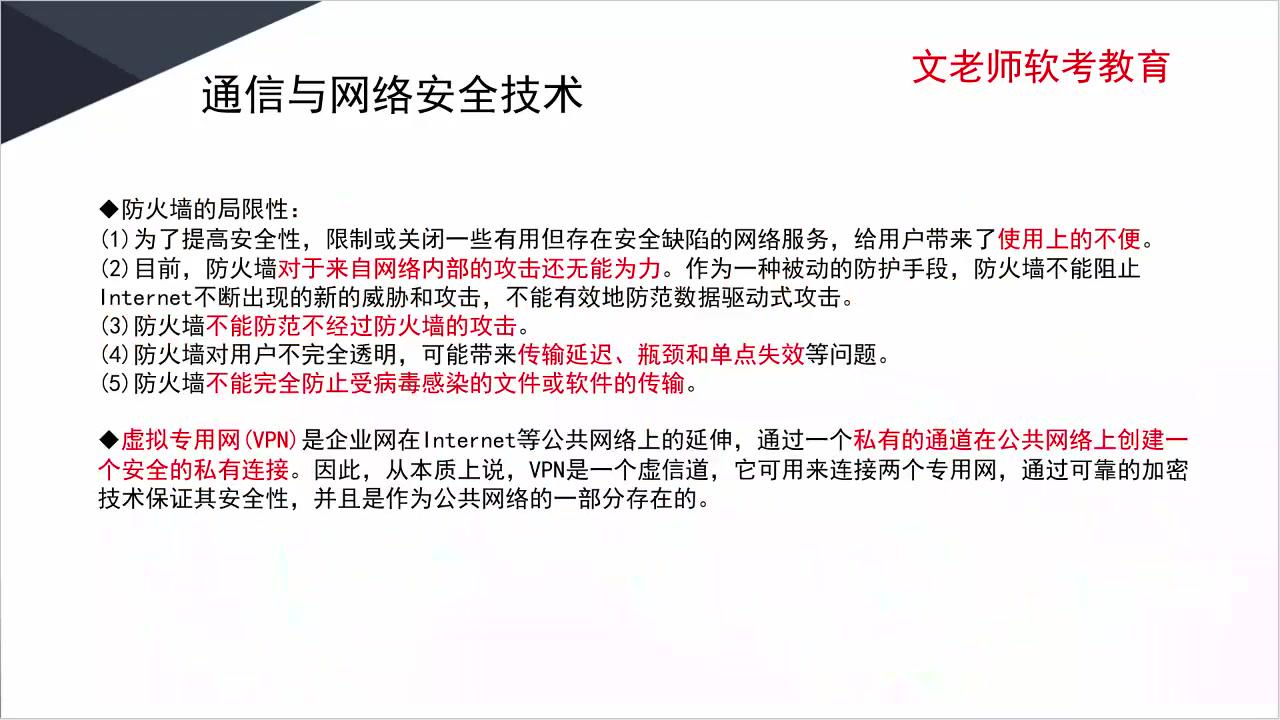 文老师软考教育
通信与网络安全技术
◆防火墙的局限性：
(1)为了提高安全性，限制或关闭一些有用但存在安全缺陷的网络服务，给用户带来了使用上的不便。
(2)目前，防火墙对于来自网络内部的攻击还无能为力。作为一种被动的防护手段，防火墙不能阻止
Internet不断出现的新的威胁和攻击，不能有效地防范数据驱动式攻击。
(3)防火墙不能防范不经过防火墙的攻击。
(4)防火墙对用户不完全透明，可能带来传输延迟、瓶颈和单点失效等问题。
(5)防火墙不能完全防止受病毒感染的文件或软件的传输。
◆虚拟专用网(VPN)是企业网在Internet等公共网络上的延伸，通过一个私有的通道在公共网络上创建一
个安全的私有连接。因此，从本质上说，VPN是一个虚信道，它可用来连接两个专用网，通过可靠的加密
技术保证其安全性，并且是作为公共网络的一部分存在的。